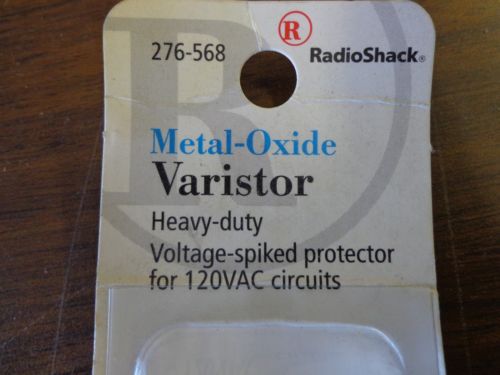 276-568
R
RadioShack®
Metal-Oxide
Varistor
Heavy-duty
Voltage-spiked protector
for 120VAC circuits